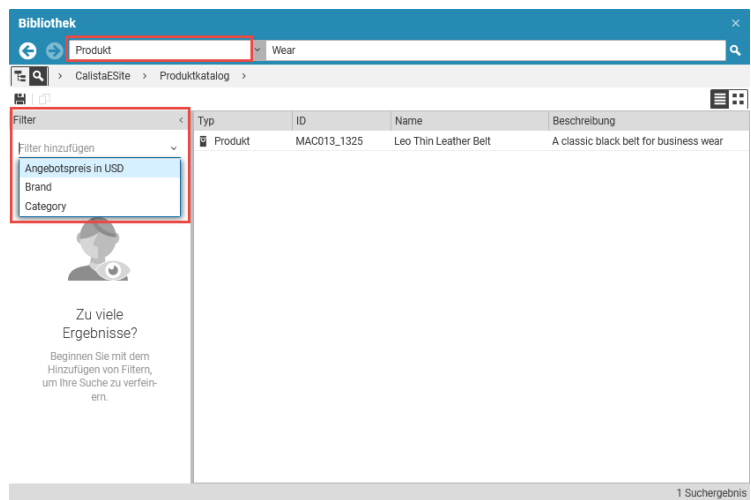 Bibliothek
Produkt Wear
> CalistaESite > Produktkatalog >
Filter < Typ ID Name Beschreibung
Filter hinzufügen
Produkt MAC013_1325 Leo Thin Leather Belt A classic black belt for business wear
Angebotspreis in USD
Brand
Category
Zu viele
Ergebnisse?
Beginnen Sie mit dem
Hinzufügen von Filtern,
um Ihre Suche zu verfein-
ern.
1 Suchergebnis